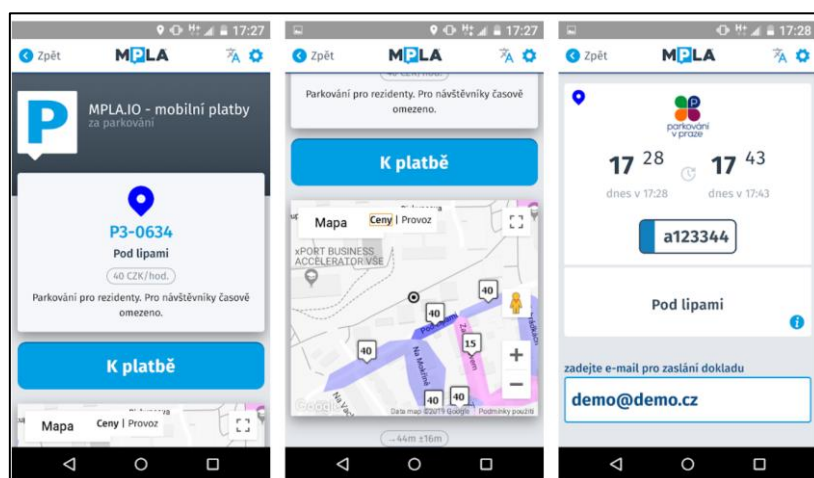 17:27
Zpět
MPLA
MPLA.IO - mobilní platby
za parkování
P3-0634
Pod lipami
40 CZK/hod.
Parkování pro rezidenty. Pro návštěvníky časově
omezeno.
K platbě
Mapa
Ceny | Provoz
17:27
Zpět
MPLA
40 CZK/hod.
Parkování pro rezidenty. Pro návštěvníky časově
omezeno.
K platbě
Mapa
Ceny | Provoz
xPORT BUSINESS
ACCELERATOR VŠE
40
40
40
Pod lipami
15
40
Na Mokřině
40
40
Google
Data map ©2019 Google
Podmínky použití
→44m ±16m
17:28
Zpět
MPLA
parkování
v praze
17 28
17 43
dnes v 17:28
dnes v 17:43
a123344
Pod lipami
zadejte e-mail pro zaslání dokladu
demo@demo.cz